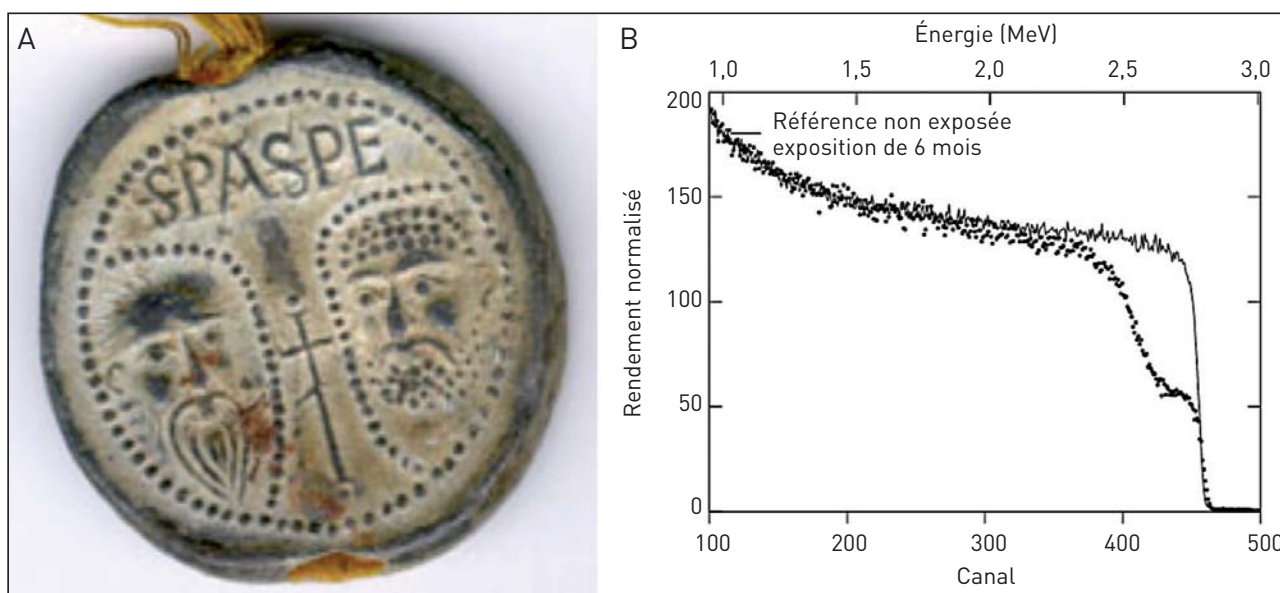 A
SPASPE
B
Énergie (MeV)
1,0 1,5 2,0 2,5 3,0
Rendement normalisé
200
150
100
50
0
Référence non exposée
exposition de 6 mois
100 200 300 400 500
Canal